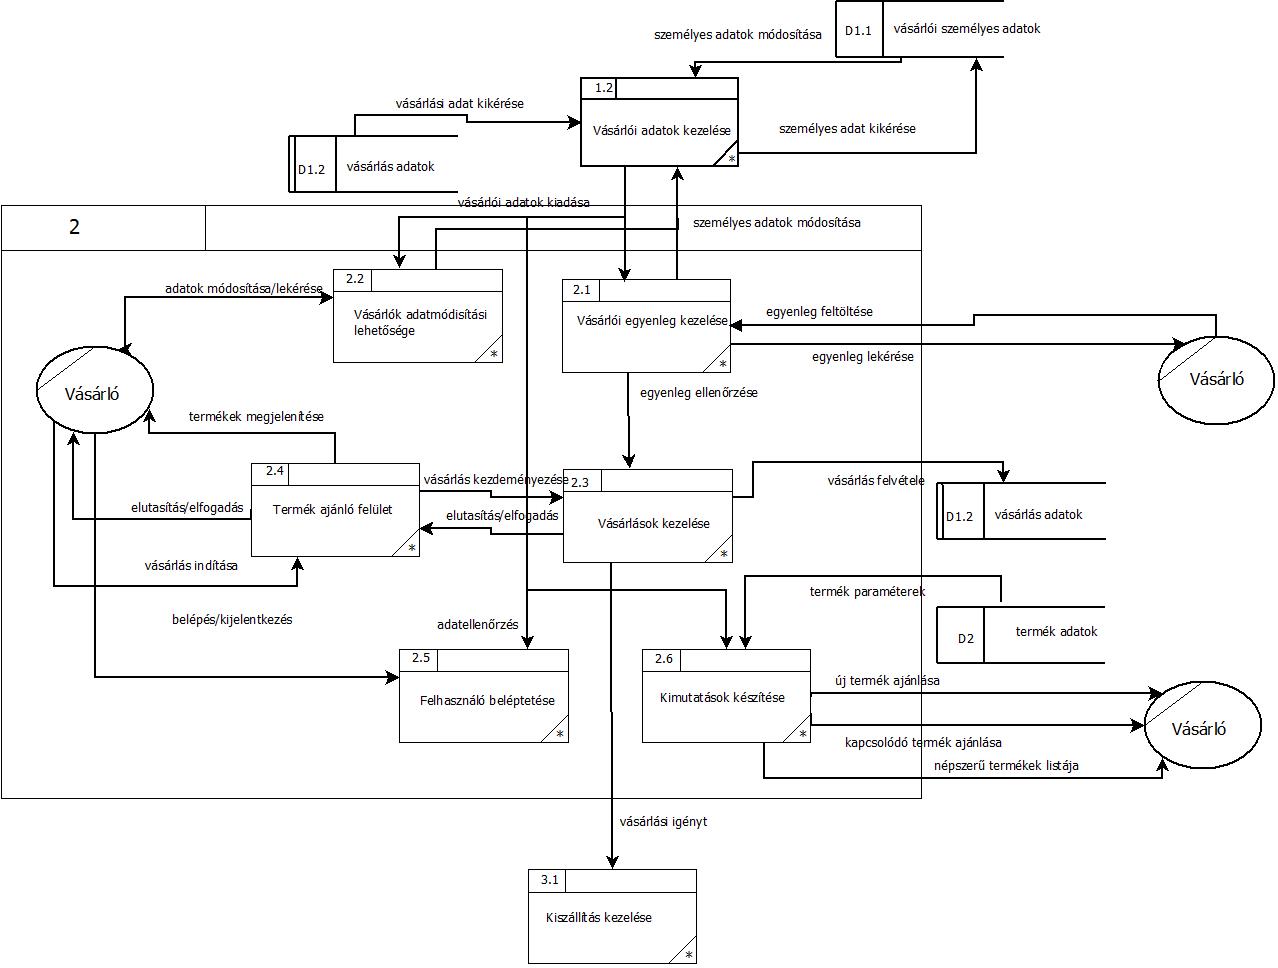 D1.1
vásárlói személyes adatok
személyes adatok módosítása
1.2
Vásárlói adatok kezelése
*
vásárlási adat kikérése
személyes adat kikérése
D1.2
vásárlás adatok
vásárlói adatok kiadása
személyes adatok módosítása
2
2.2
Vásárlók adatmódisítási
lehetősége
*
adatok módosítása/lekérése
2.1
Vásárlói egyenleg kezelése
*
egyenleg feltöltése
egyenleg lekérése
Vásárló
Vásárló
egyenleg ellenőrzése
termékek megjelenítése
2.4
Termék ajánló felület
*
vásárlás kezdeményezése
elutasítás/elfogadás
2.3
Vásárlások kezelése
*
vásárlás felvétele
D1.2
vásárlás adatok
elutasítás/elfogadás
vásárlás indítása
belépés/kijelentkezés
adatellenőrzés
termék paraméterek
D2
termék adatok
2.5
Felhasználó beléptetése
*
2.6
Kimutatások készítése
*
új termék ajánlása
kapcsolódó termék ajánlása
népszerű termékek listája
Vásárló
vásárlási igényt
3.1
Kiszállítás kezelése
*